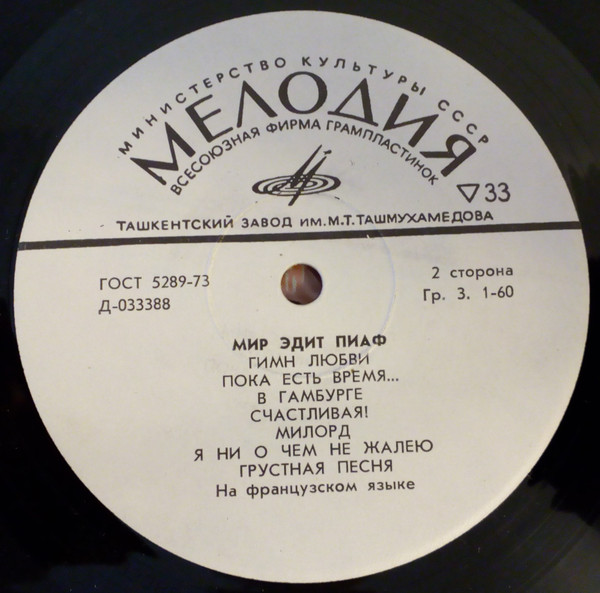 МИНИСТЕРСТВО КУЛЬТУРЫ СССР
МЕЛОДИЯ
ВСЕСОЮЗНАЯ ФИРМА ГРАМПЛАСТИНОК
33
ТАШКЕНТСКИЙ ЗАВОД ИМ.М.Т.ТАШМУХАМЕДОВА
ГОСТ 5289-73
Д-033388
2 сторона
Гр. 3. 1-60
МИР ЭДИТ ПИАФ
ГИМН ЛЮБВИ
ПОКА ЕСТЬ ВРЕМЯ...
В ГАМБУРГЕ
СЧАСТЛИВАЯ!
МИЛОРД
Я НИ О ЧЕМ НЕ ЖАЛЕЮ
ГРУСТНАЯ ПЕСНЯ
На французском языке